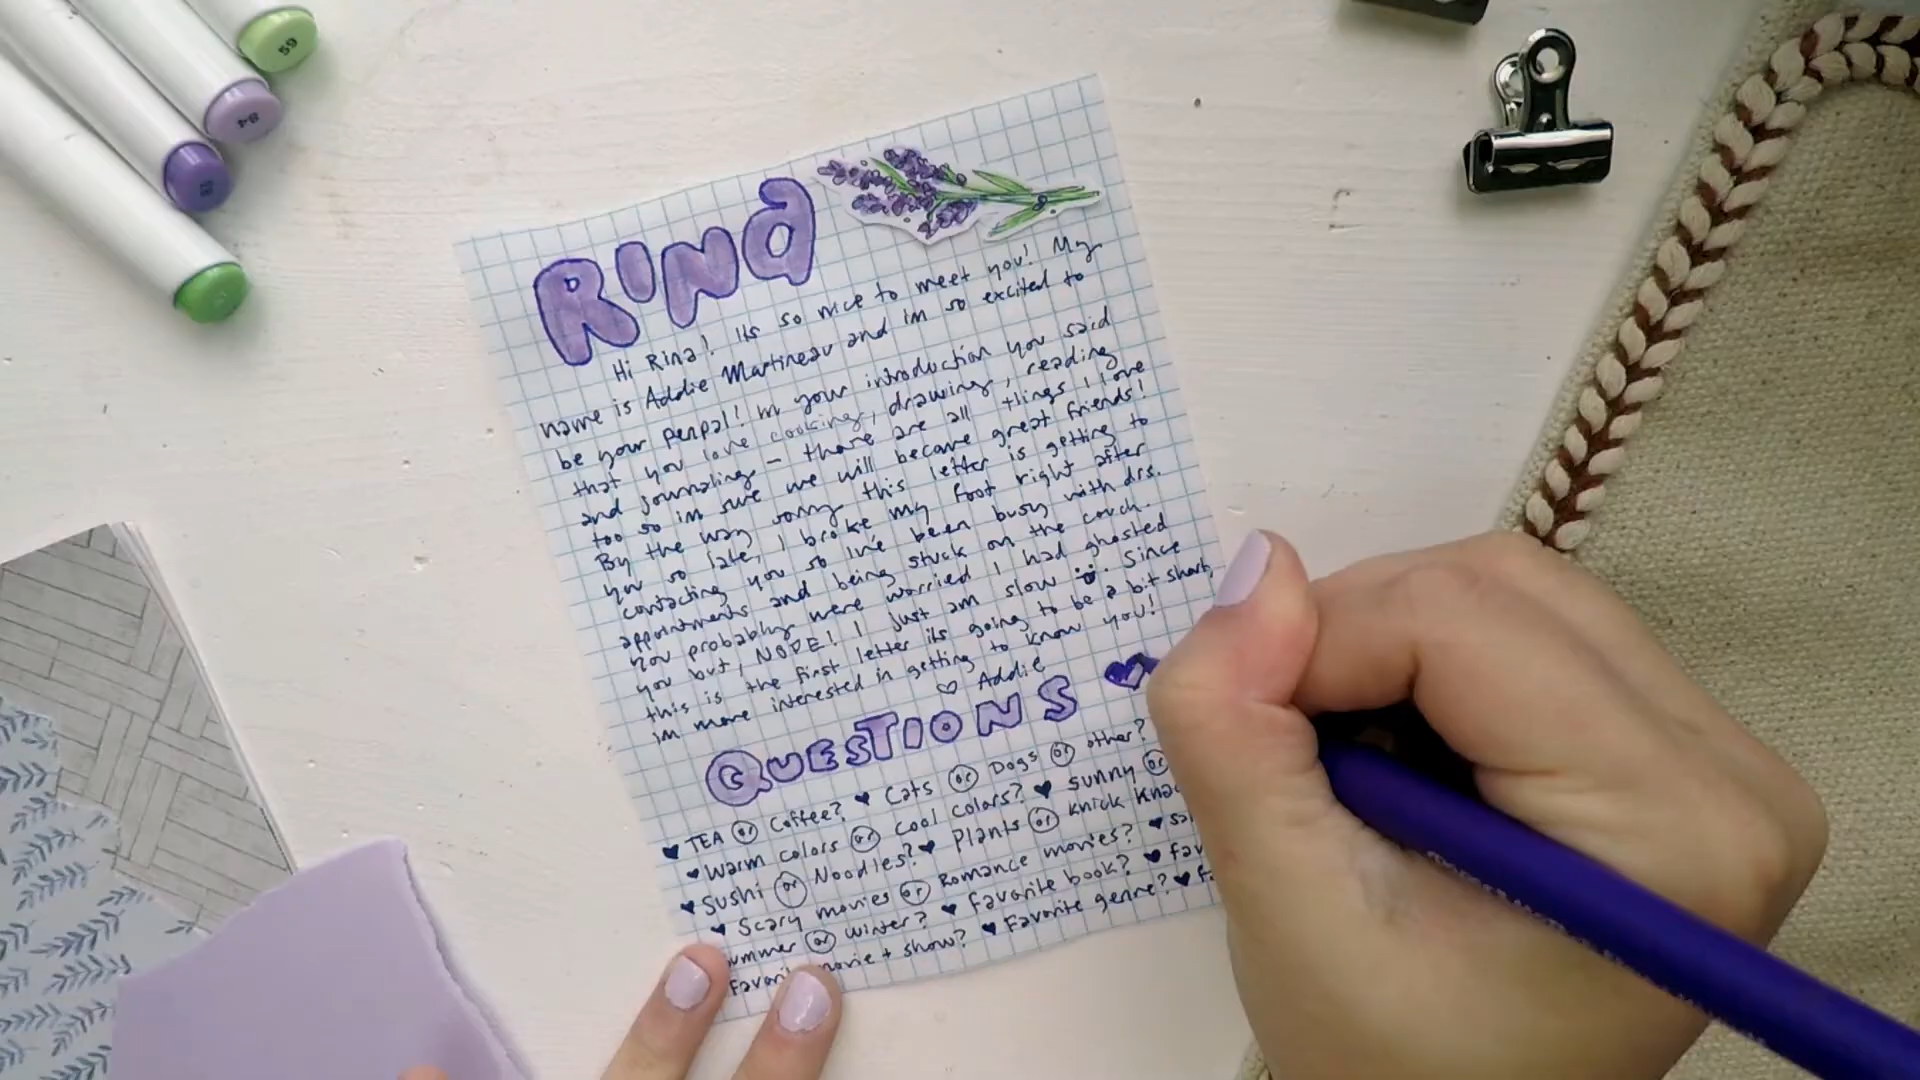 RINA
Hi Rina! its so nice to meet you! My
name is Addie Martineau and im so excited to
be your penpal! in your introduction you said
that you love cooking, drawing, reading
and journaling - those are all things I love
too so im sure we will became great friends!
By the way sorry this letter is getting to
you so late, I broke my foot right after
contacting you so I've been busy with drs.
appointments and being stuck on the couch.
You probably were worried I had ghosted
you but, NOPE! I just am slow. Since
this is the first letter its going to be a bit short,
im more interested in getting to know you!
♡ Addie
QUESTIONS
♥ TEA or Coffee? ♥ Cats or Dogs or other?
♥ Warm colors or cool colors? ♥ Sunny or
♥ Sushi or Noodles? ♥ Plants or knick knac
♥ Scary movies or Romance movies? ♥
ummer or winter? ♥ Favorite book? ♥ Fav
Favori movie + show? ♥ Favorite genre? ♥
59
84